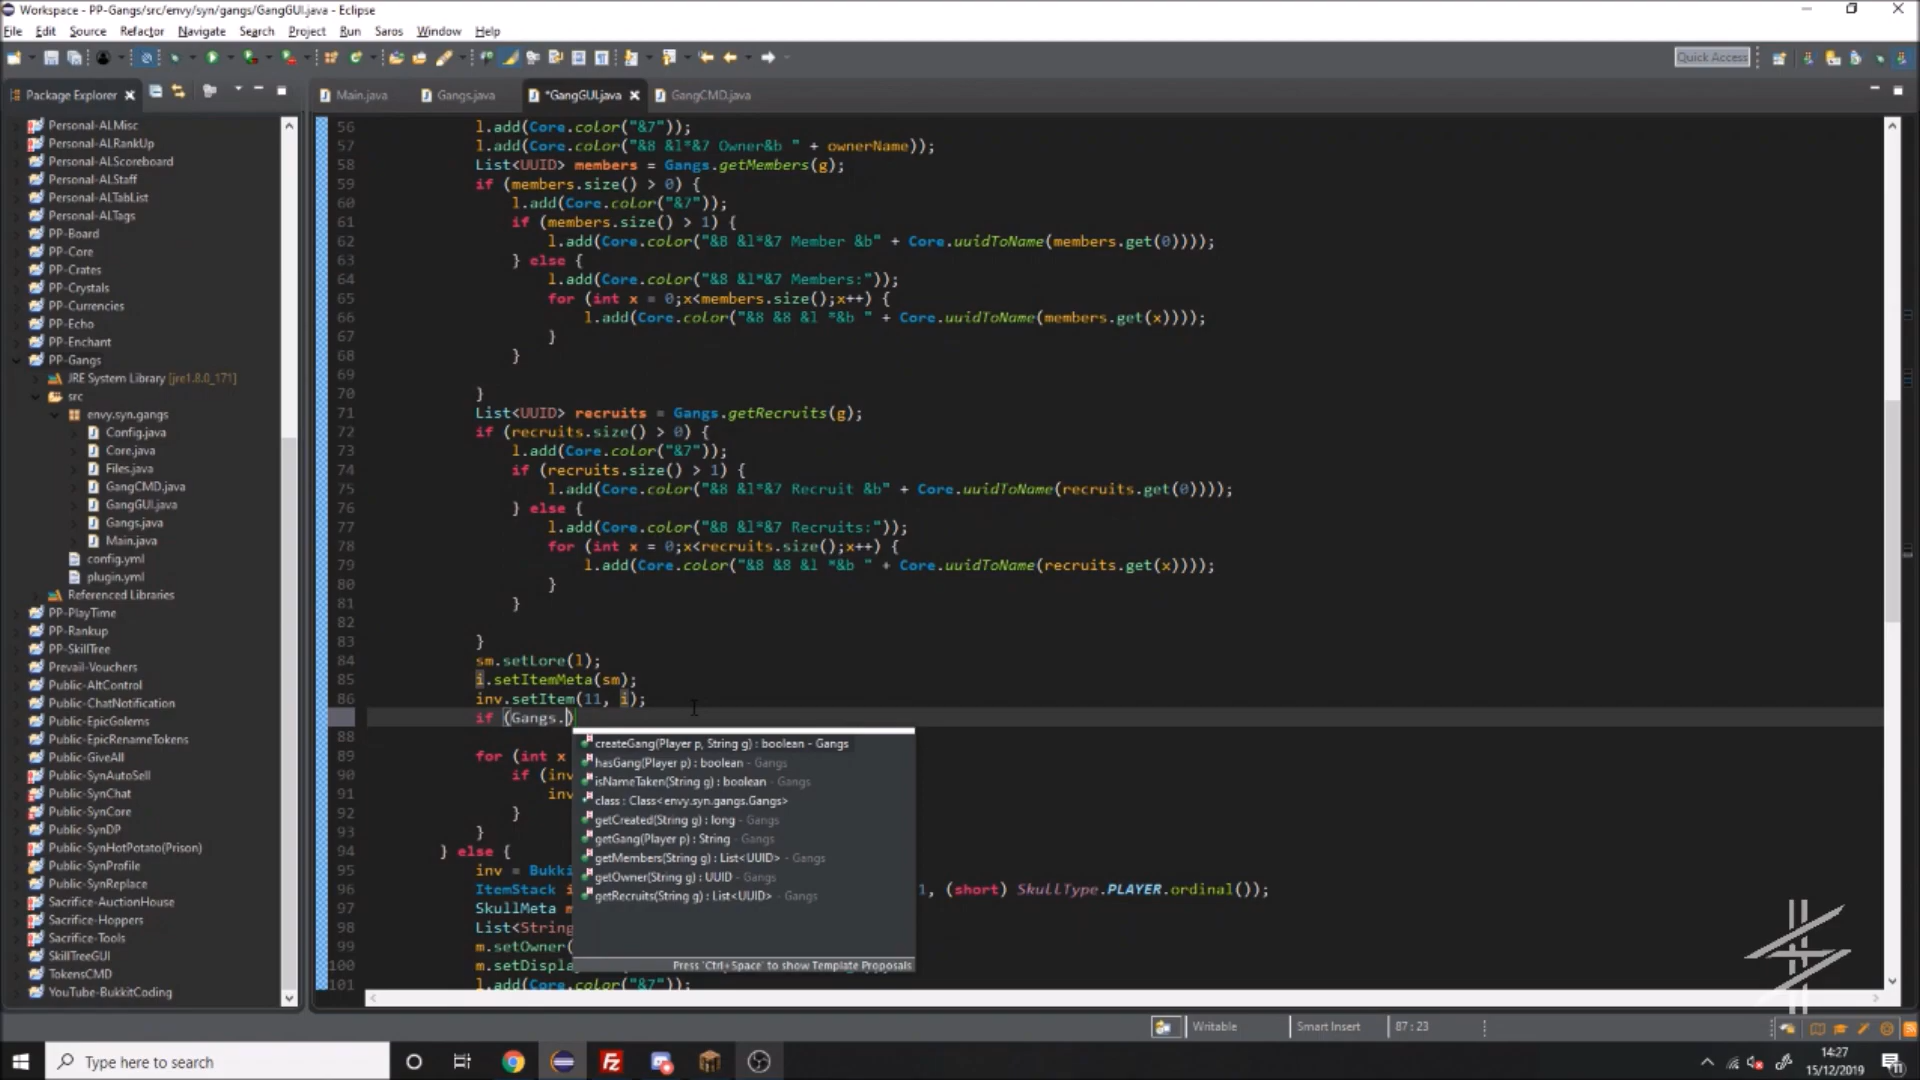 Workspace - PP-Gangs/src/envy/syn/gangs/GangGUI.java - Eclipse
File Edit Source Refactor Navigate Search Project Run Saros Window Help
Quick Access
Package Explorer
Main.java Gangs.java *GangGUI.java GangCMD.java
Personal-ALMisc
Personal-ALRankUp
Personal-ALScoreboard
Personal-ALStaff
Personal-ALTabList
Personal-ALTags
PP-Board
PP-Core
PP-Crates
PP-Crystals
PP-Currencies
PP-Echo
PP-Enchant
PP-Gangs
JRE System Library [jre1.8.0_171]
src
envy.syn.gangs
Config.java
Core.java
Files.java
GangCMD.java
GangGUI.java
Gangs.java
Main.java
config.yml
plugin.yml
Referenced Libraries
PP-PlayTime
PP-Rankup
PP-SkillTree
Prevail-Vouchers
Public-AltControl
Public-ChatNotification
Public-EpicGolems
Public-EpicRenameTokens
Public-GiveAll
Public-SynAutoSell
Public-SynChat
Public-SynCore
Public-SynDP
Public-SynHotPotato(Prison)
Public-SynProfile
Public-SynReplace
Sacrifice-AuctionHouse
Sacrifice-Hoppers
Sacrifice-Tools
SkillTreeGUI
TokensCMD
YouTube-BukkitCoding
56 l.add(Core.color("&7"));
57 l.add(Core.color("&8 &l*&7 Owner&b " + ownerName));
58 List<UUID> members = Gangs.getMembers(g);
59 if (members.size() > 0) {
60 l.add(Core.color("&7"));
61 if (members.size() > 1) {
62 l.add(Core.color("&8 &l*&7 Member &b" + Core.uuidToName(members.get(0))));
63 } else {
64 l.add(Core.color("&8 &l*&7 Members:"));
65 for (int x = 0;x<members.size();x++) {
66 l.add(Core.color("&8 &8 &l *&b " + Core.uuidToName(members.get(x))));
67 }
68 }
69
70 }
71 List<UUID> recruits = Gangs.getRecruits(g);
72 if (recruits.size() > 0) {
73 l.add(Core.color("&7"));
74 if (recruits.size() > 1) {
75 l.add(Core.color("&8 &l*&7 Recruit &b" + Core.uuidToName(recruits.get(0))));
76 } else {
77 l.add(Core.color("&8 &l*&7 Recruits:"));
78 for (int x = 0;x<recruits.size();x++) {
79 l.add(Core.color("&8 &8 &l *&b " + Core.uuidToName(recruits.get(x))));
80 }
81 }
82
83 }
84 sm.setLore(l);
85 i.setItemMeta(sm);
86 inv.setItem(11, i);
if (Gangs.)
88
89 for (int x
90 if (inv
91 inv
92 }
93 }
94 } else {
95 inv = Bukki
96 ItemStack i 1, (short) SkullType.PLAYER.ordinal());
97 SkullMeta m
98 List<String
99 m.setOwner(
100 m.setDispla
101 l.add(Core.color("&7"));
createGang(Player p, String g) : boolean - Gangs
hasGang(Player p) : boolean - Gangs
isNameTaken(String g) : boolean - Gangs
class : Class<envy.syn.gangs.Gangs>
getCreated(String g) : long - Gangs
getGang(Player p) : String - Gangs
getMembers(String g) : List<UUID> - Gangs
getOwner(String g) : UUID - Gangs
getRecruits(String g) : List<UUID> - Gangs
Press 'Ctrl+Space' to show Template Proposals
Writable Smart Insert 87 : 23
Type here to search
14:27
15/12/2019